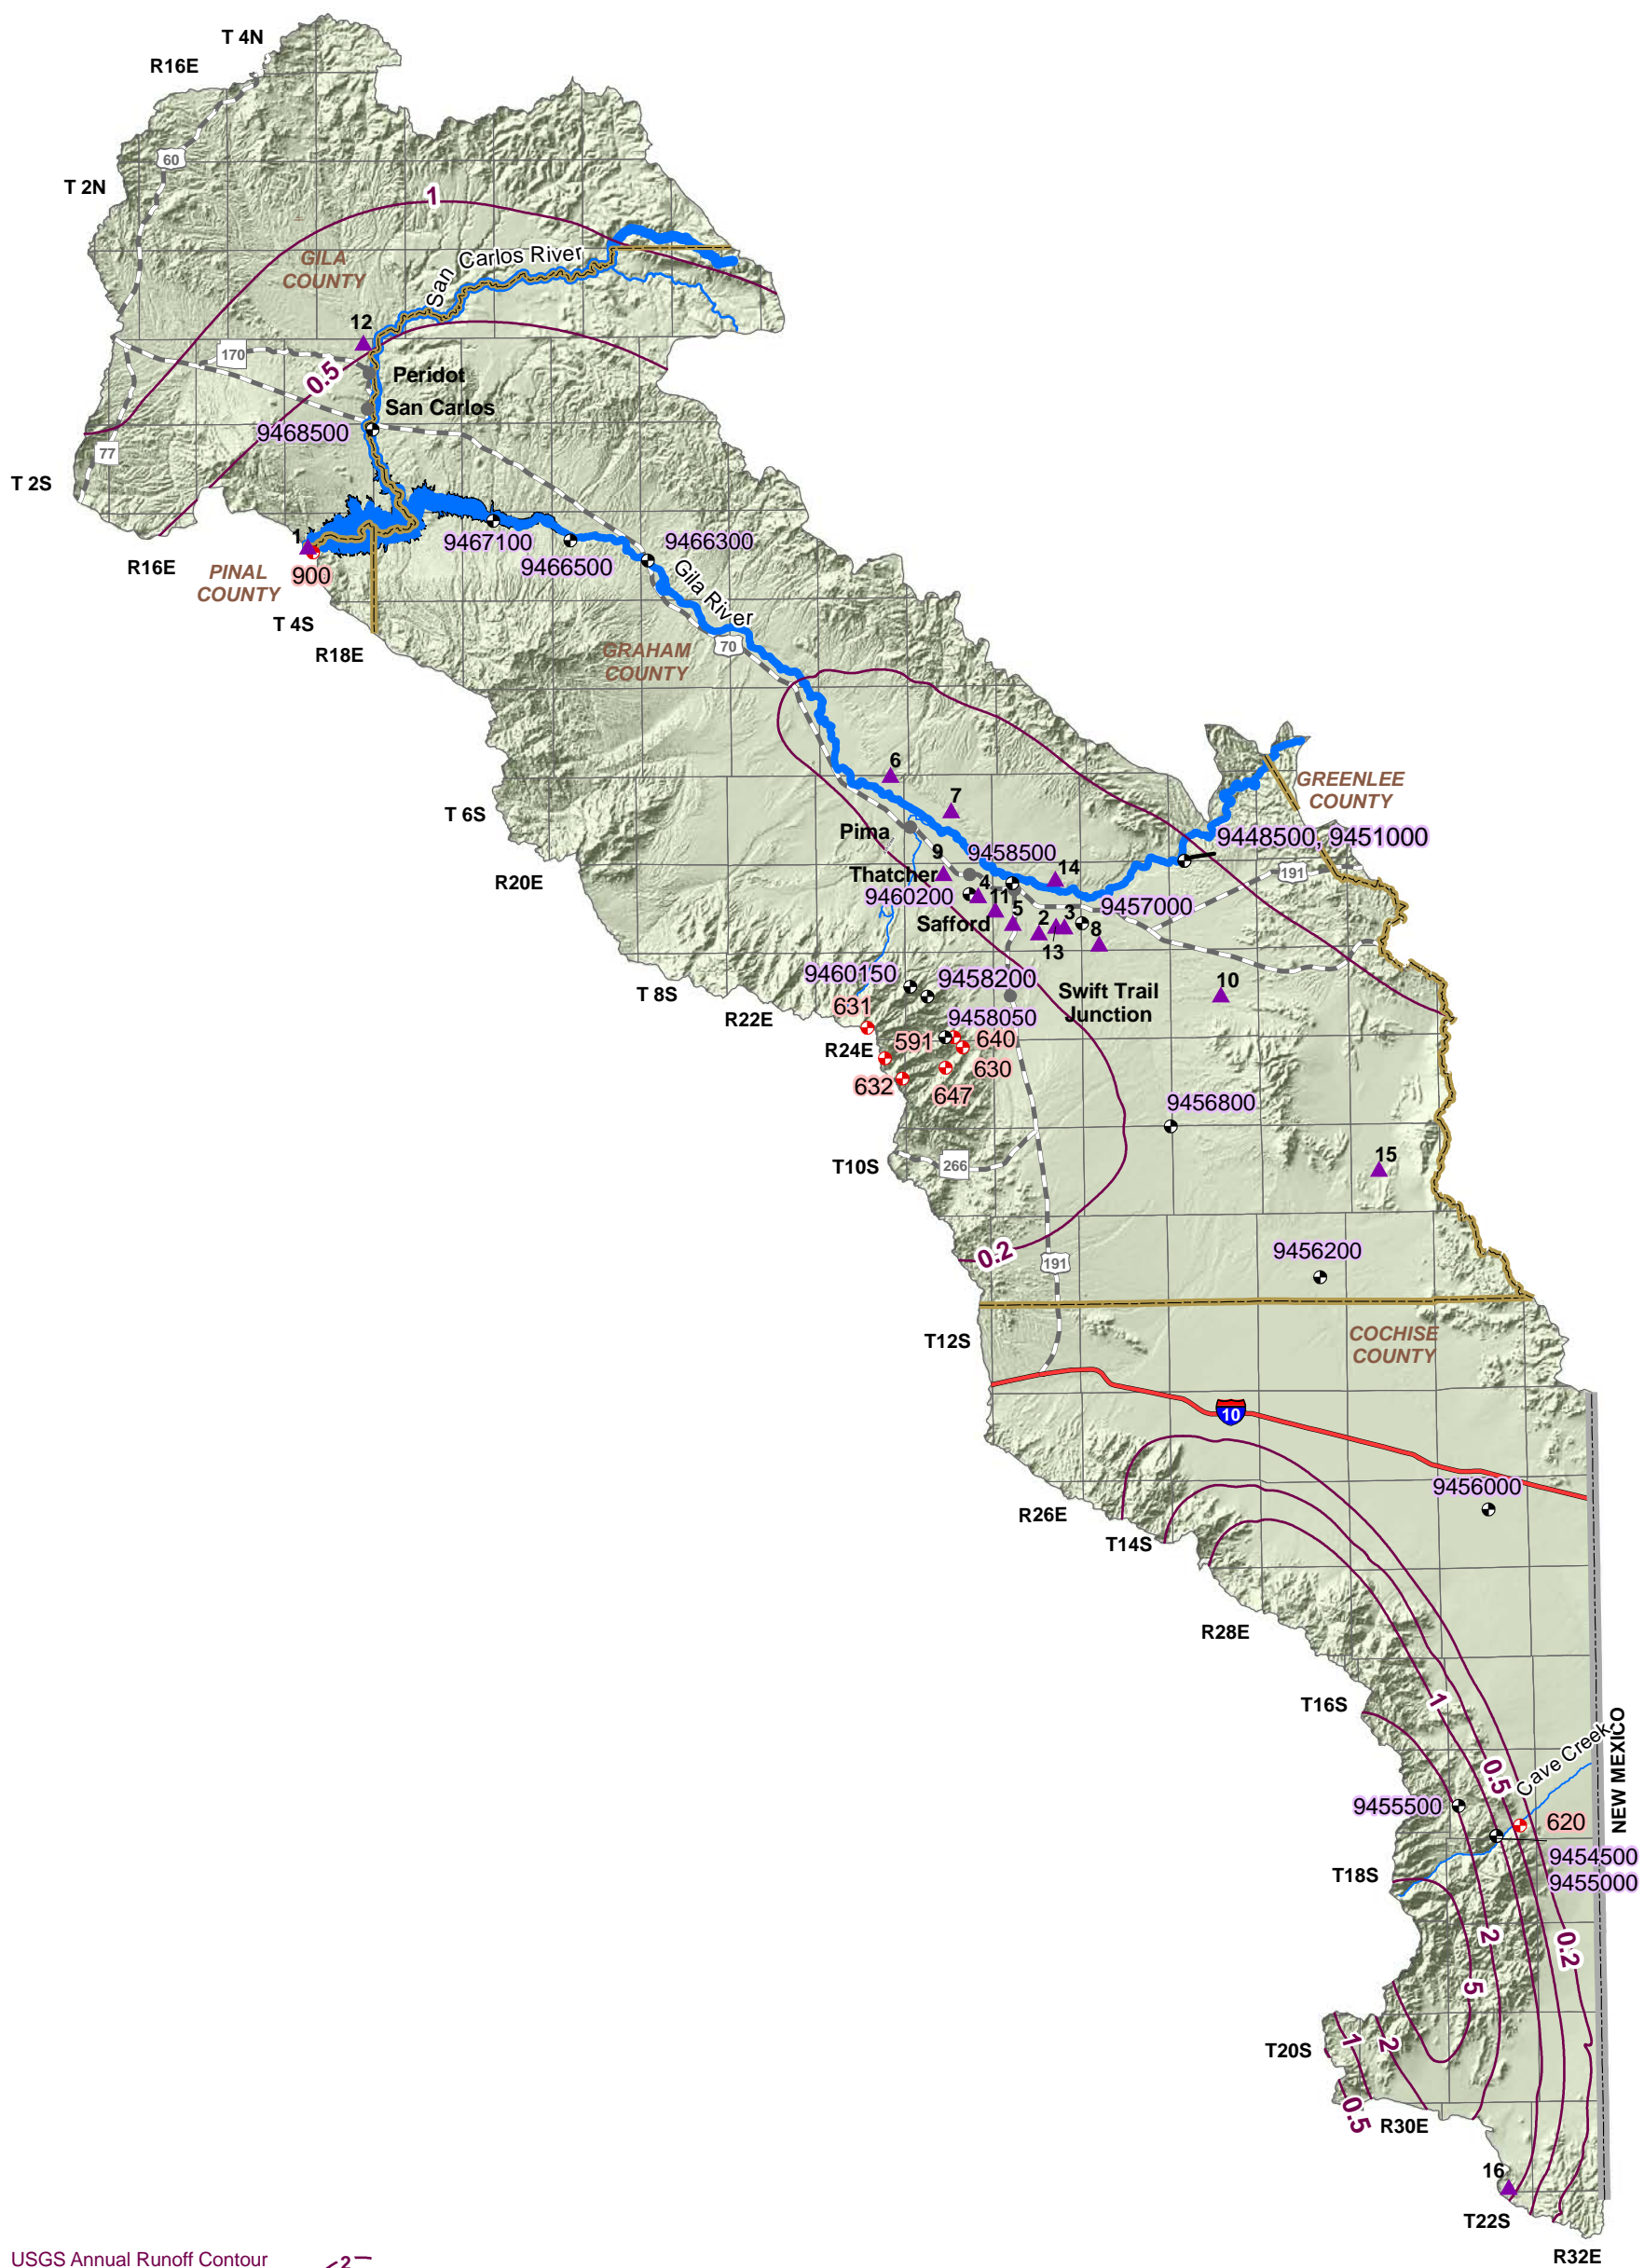 T 4N
R16E
60
T 2N
1
GILA
COUNTY
San Carlos River
12
170
0.5
Peridot
San Carlos
9468500
77
T 2S
1
9467100
9466300
9466500
R16E
PINAL
COUNTY
900
Gila River
T 4S
R18E
GRAHAM
COUNTY
70
6
GREENLEE
COUNTY
7
T 6S
Pima
9448500, 9451000
9
9458500
14
191
R20E
Thatcher
4
9460200
11
9457000
Safford
5
2
3
8
13
9460150
9458200
T 8S
Swift Trail
Junction
10
R22E
631
9458050
R24E
591
640
630
632
647
9456800
T10S
266
15
0.2
9456200
191
T12S
COCHISE
COUNTY
10
9456000
R26E
T14S
R28E
T16S
1
NEW MEXICO
Cave Creek
0.5
9455500
620
9454500
9455000
T18S
2
0.2
5
T20S
1
2
0.5
R30E
16
T22S
R32E
USGS Annual Runoff Contour
2